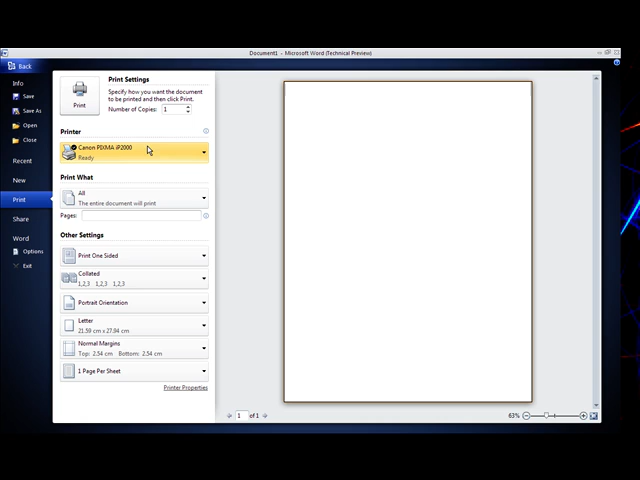 Document1 - Microsoft Word (Technical Preview)
Back
Info
Save
Save As
Open
Close
Recent
New
Print
Share
Word
Options
Exit
Print
Print Settings
Specify how you want the document
to be printed and then click Print.
Number of Copies: 1
Printer
Canon PIXMA iP2000
Ready
Print What
All
The entire document will print
Pages:
Other Settings
Print One Sided
Collated
1,2,3 1,2,3 1,2,3
Portrait Orientation
Letter
21.59 cm x 27.94 cm
Normal Margins
Top: 2.54 cm Bottom: 2.54 cm
1 Page Per Sheet
Printer Properties
1 of 1
63%